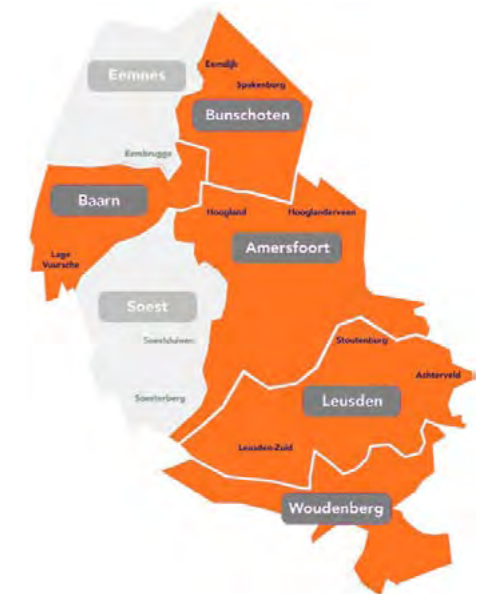 Eemnes
Eemdijk
Spakenburg
Bunschoten
Eembrugge
Baarn
Hoogland
Hooglanderveen
Amersfoort
Lage
Vuursche
Soest
Soestduinen
Stoutenburg
Achterveld
Soesterberg
Leusden
Leusden-Zuid
Woudenberg